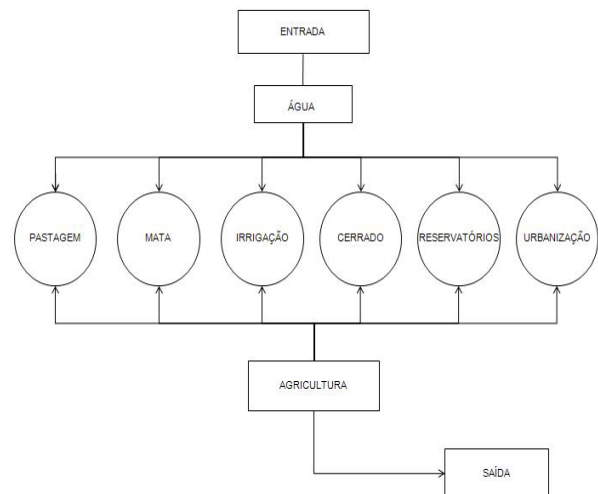 ENTRADA
ÁGUA
PASTAGEM
MATA
IRRIGAÇÃO
CERRADO
RESERVATÓRIOS
URBANIZAÇÃO
AGRICULTURA
SAÍDA